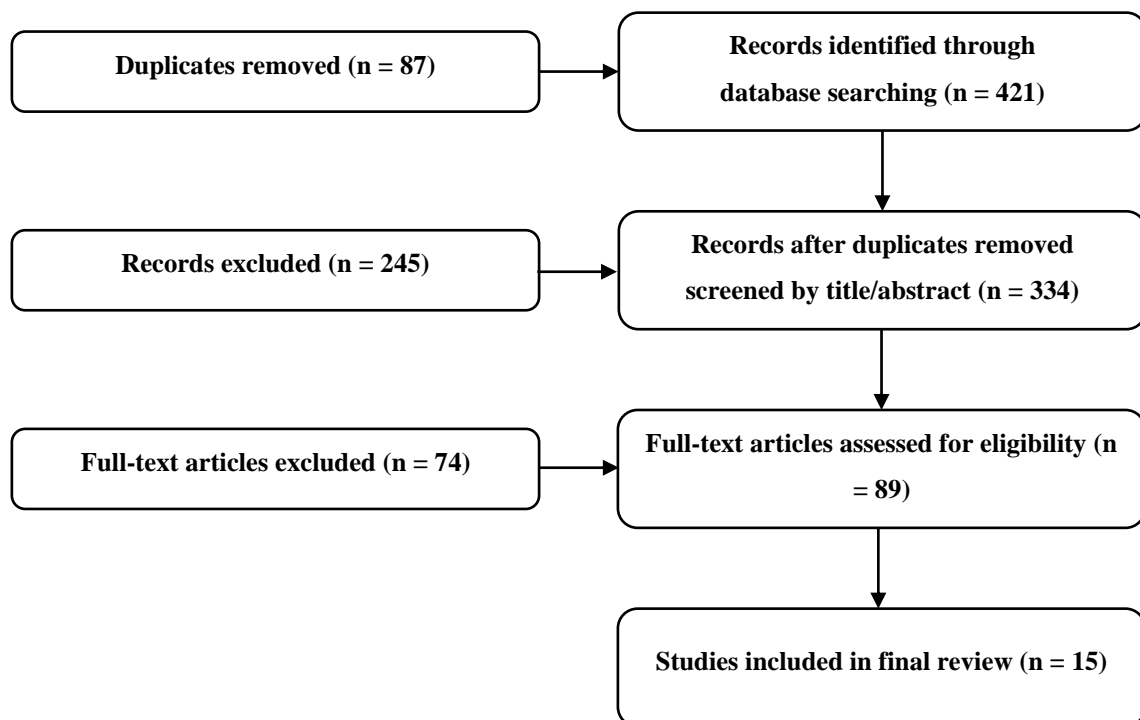 Duplicates removed (n = 87)
Records identified through
database searching (n = 421)
Records excluded (n = 245)
Records after duplicates removed
screened by title/abstract (n = 334)
Full-text articles excluded (n = 74)
Full-text articles assessed for eligibility (n
= 89)
Studies included in final review (n = 15)